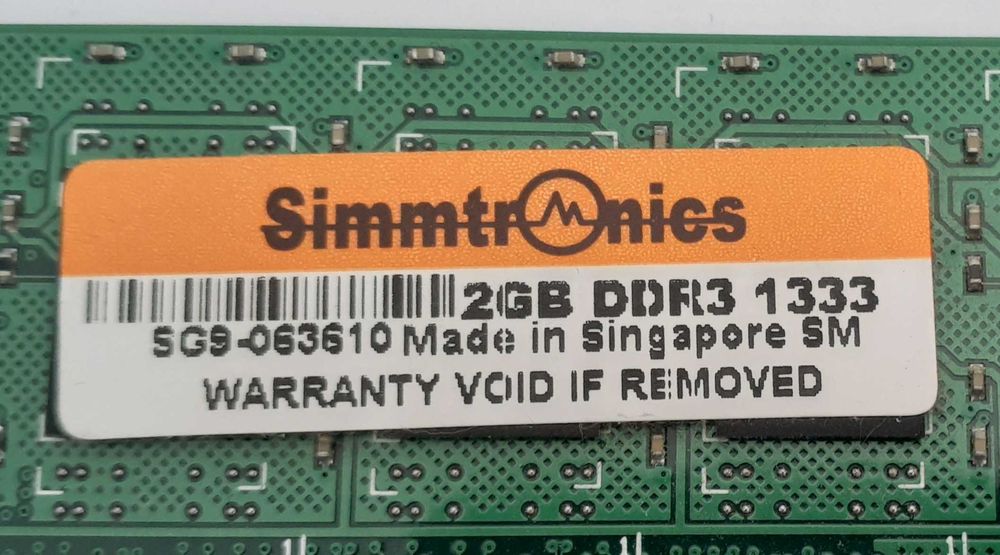 Simmtronics
2GB DDR3 1333
SG9-063610 Made in Singapore SM
WARRANTY VOID IF REMOVED